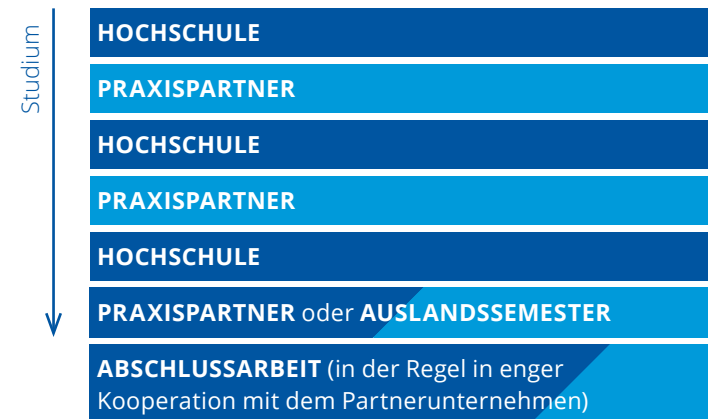 Studium
HOCHSCHULE
PRAXISPARTNER
HOCHSCHULE
PRAXISPARTNER
HOCHSCHULE
PRAXISPARTNER oder AUSLANDSSEMESTER
ABSCHLUSSARBEIT (in der Regel in enger
Kooperation mit dem Partnerunternehmen)